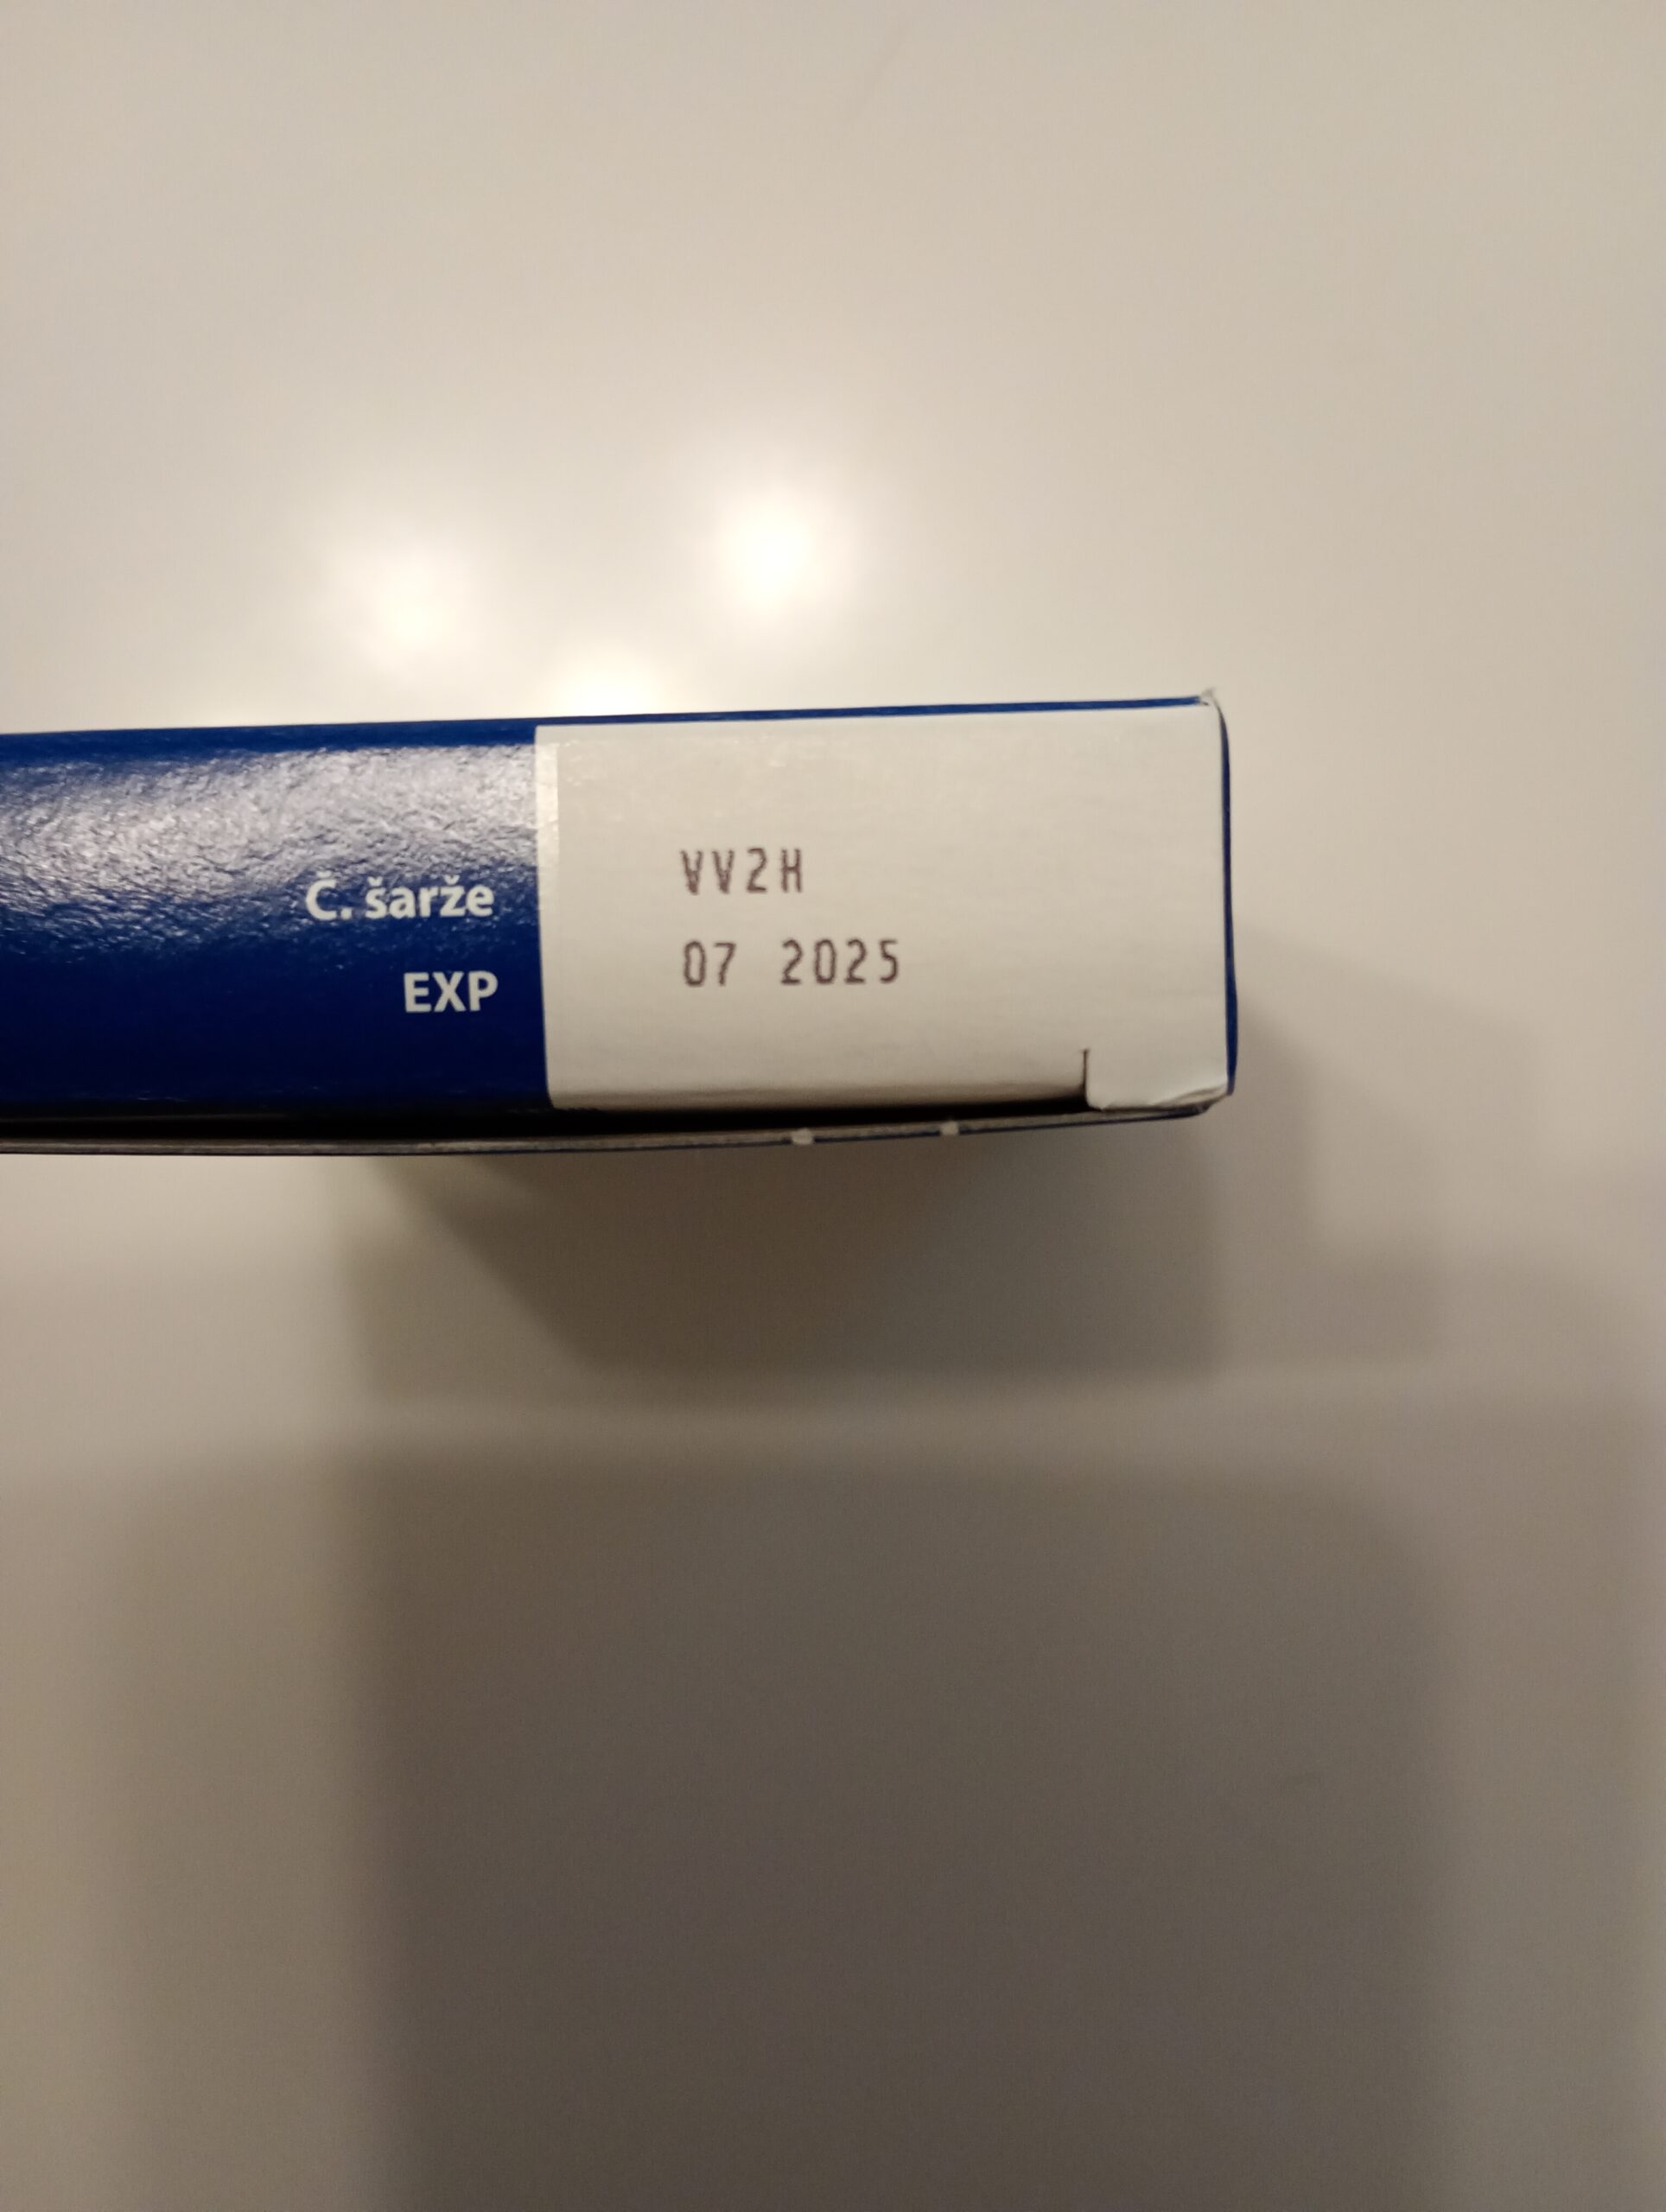 Č. šarže VV2H
EXP 07 2025